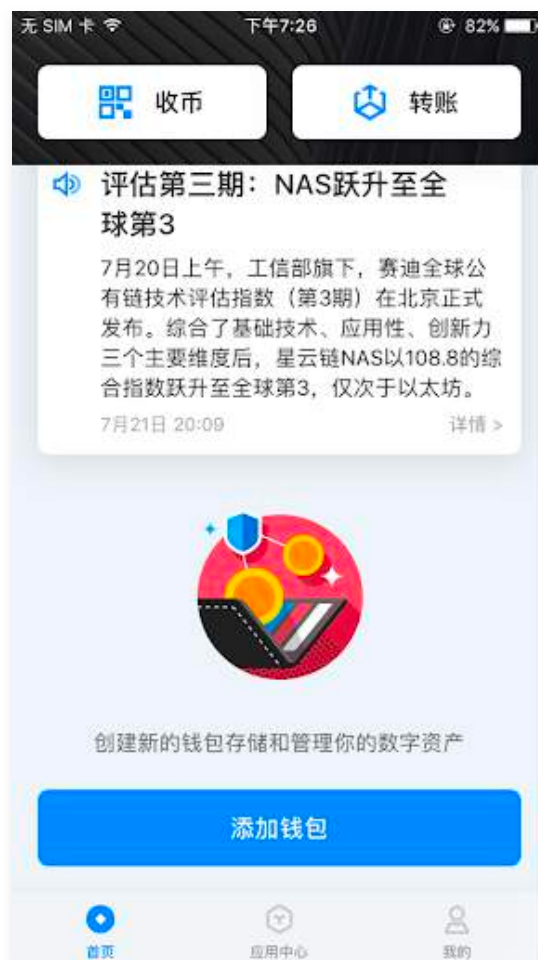 无 SIM 卡 下午7:26 82%
收币 转账
评估第三期：NAS跃升至全
球第3
7月20日上午，工信部旗下，赛迪全球公
有链技术评估指数（第3期）在北京正式
发布。综合了基础技术、应用性、创新力
三个主要维度后，星云链NAS以108.8的综
合指数跃升至全球第3，仅次于以太坊。
7月21日 20:09 详情 >
创建新的钱包存储和管理你的数字资产
添加钱包
首页 应用中心 我的